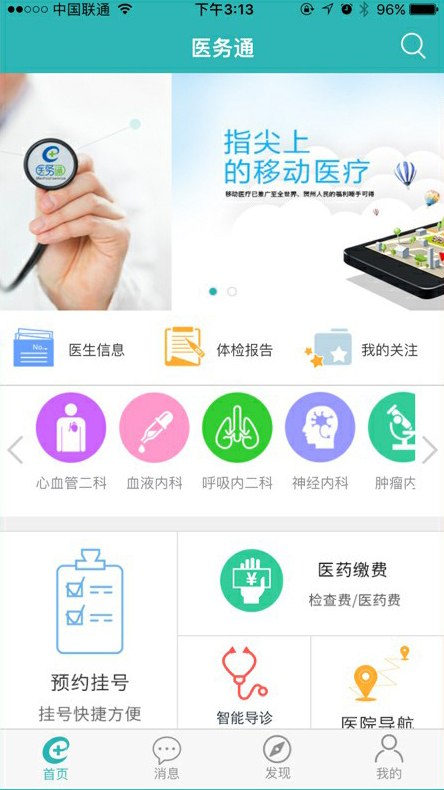 中国联通 下午3:13 96%
医务通
医务通
指尖上
的移动医疗
移动医疗已推广至全世界、贺州人民的福利唾手可得
No.
医生信息 体检报告 我的关注
心血管二科 血液内科 呼吸内二科 神经内科 肿瘤内
医药缴费
检查费/医药费
预约挂号
挂号快捷方便
智能导诊
医院导航
首页 消息 发现 我的